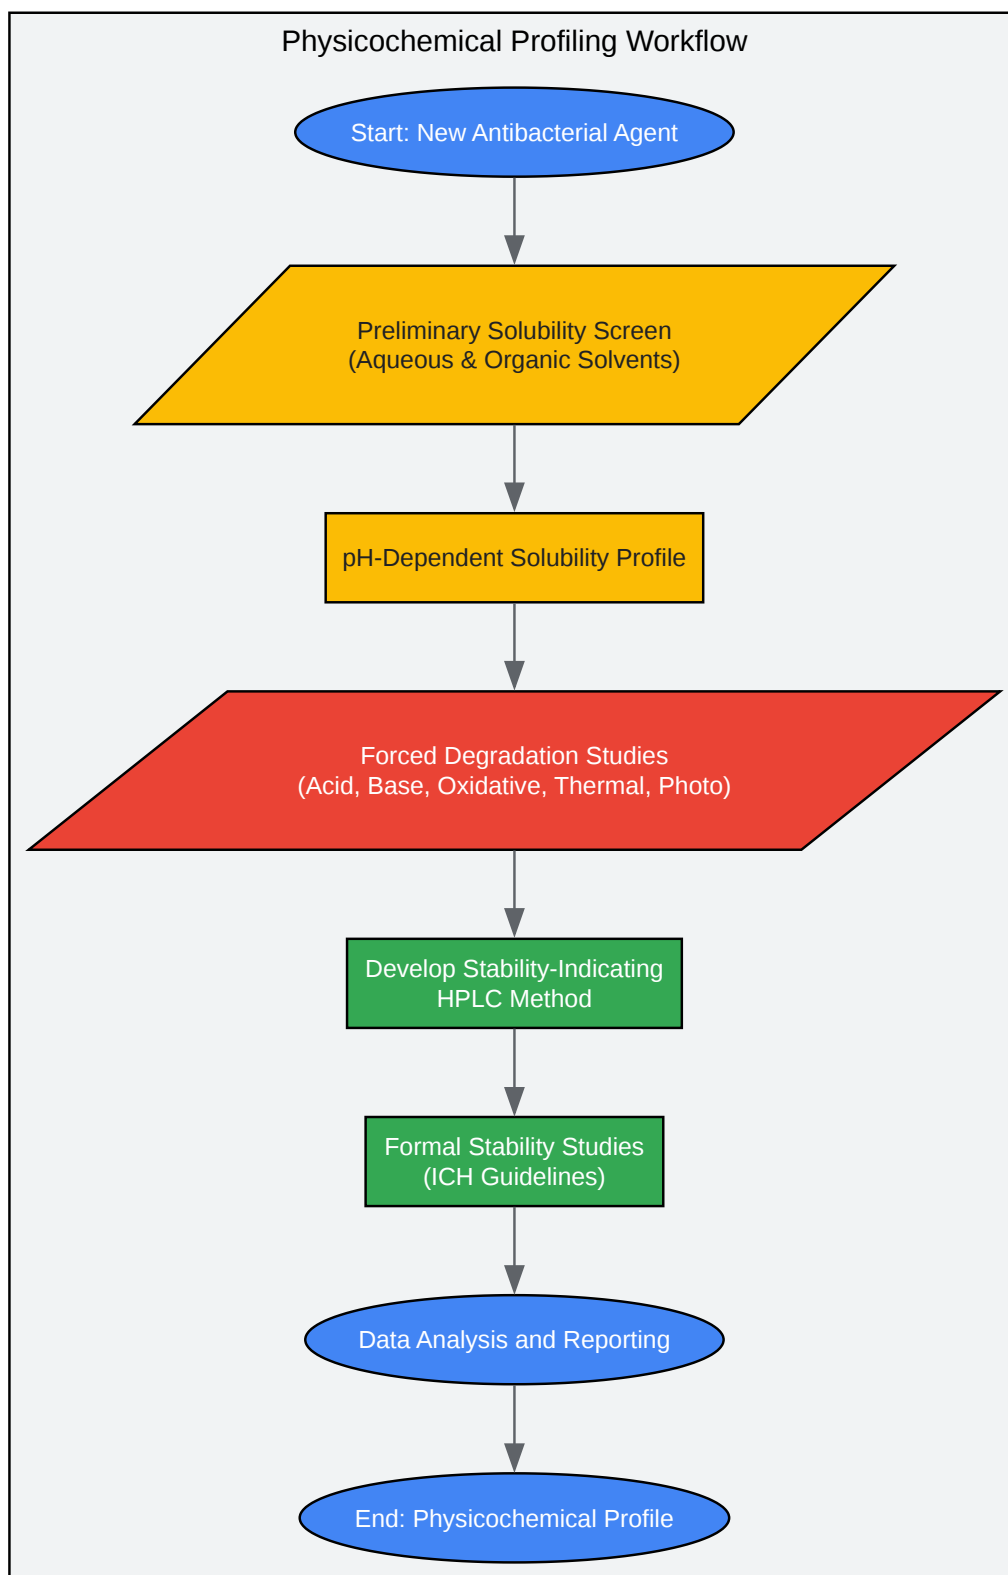 Physicochemical Profiling Workflow
Start: New Antibacterial Agent
Preliminary Solubility Screen
(Aqueous & Organic Solvents)
pH-Dependent Solubility Profile
Forced Degradation Studies
(Acid, Base, Oxidative, Thermal, Photo)
Develop Stability-Indicating
HPLC Method
Formal Stability Studies
(ICH Guidelines)
Data Analysis and Reporting
End: Physicochemical Profile